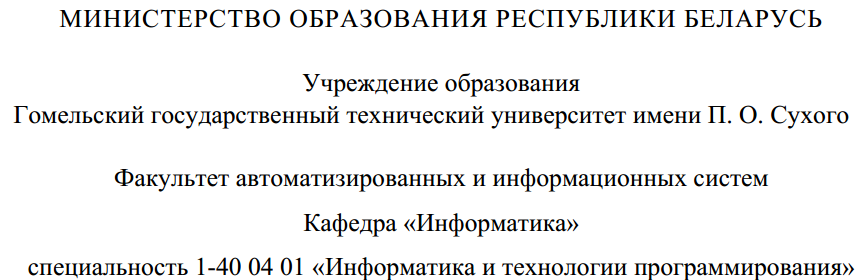 МИНИСТЕРСТВО ОБРАЗОВАНИЯ РЕСПУБЛИКИ БЕЛАРУСЬ
Учреждение образования
Гомельский государственный технический университет имени П. О. Сухого
Факультет автоматизированных и информационных систем
Кафедра «Информатика»
специальность 1-40 04 01 «Информатика и технологии программирования»